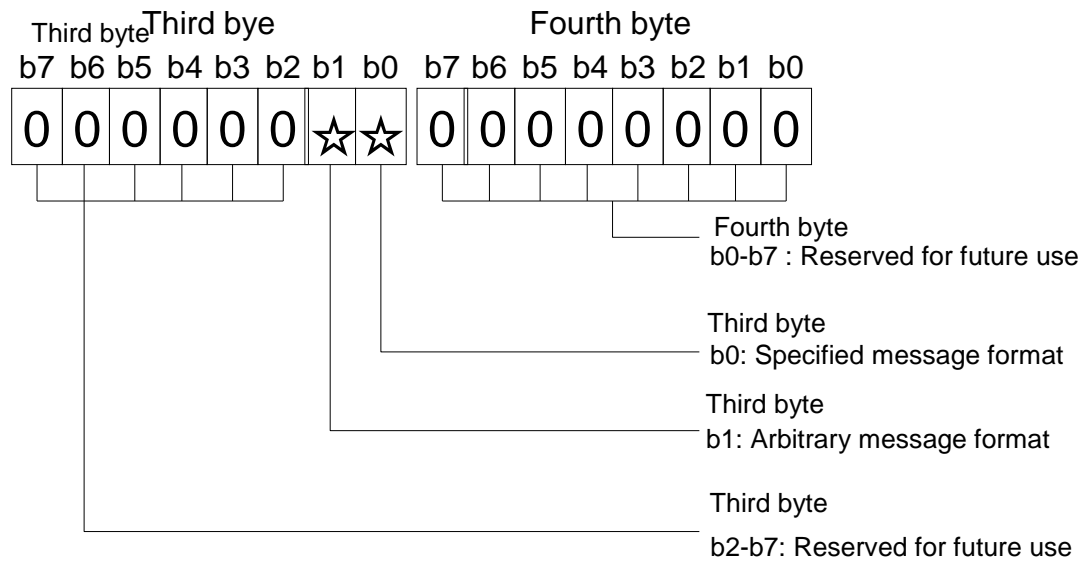 Third byte Third bye Fourth byte
b7 b6 b5 b4 b3 b2 b1 b0 b7 b6 b5 b4 b3 b2 b1 b0
0 0 0 0 0 0 ☆ ☆ 0 0 0 0 0 0 0 0
Fourth byte
b0-b7 : Reserved for future use
Third byte
b0: Specified message format
Third byte
b1: Arbitrary message format
Third byte
b2-b7: Reserved for future use